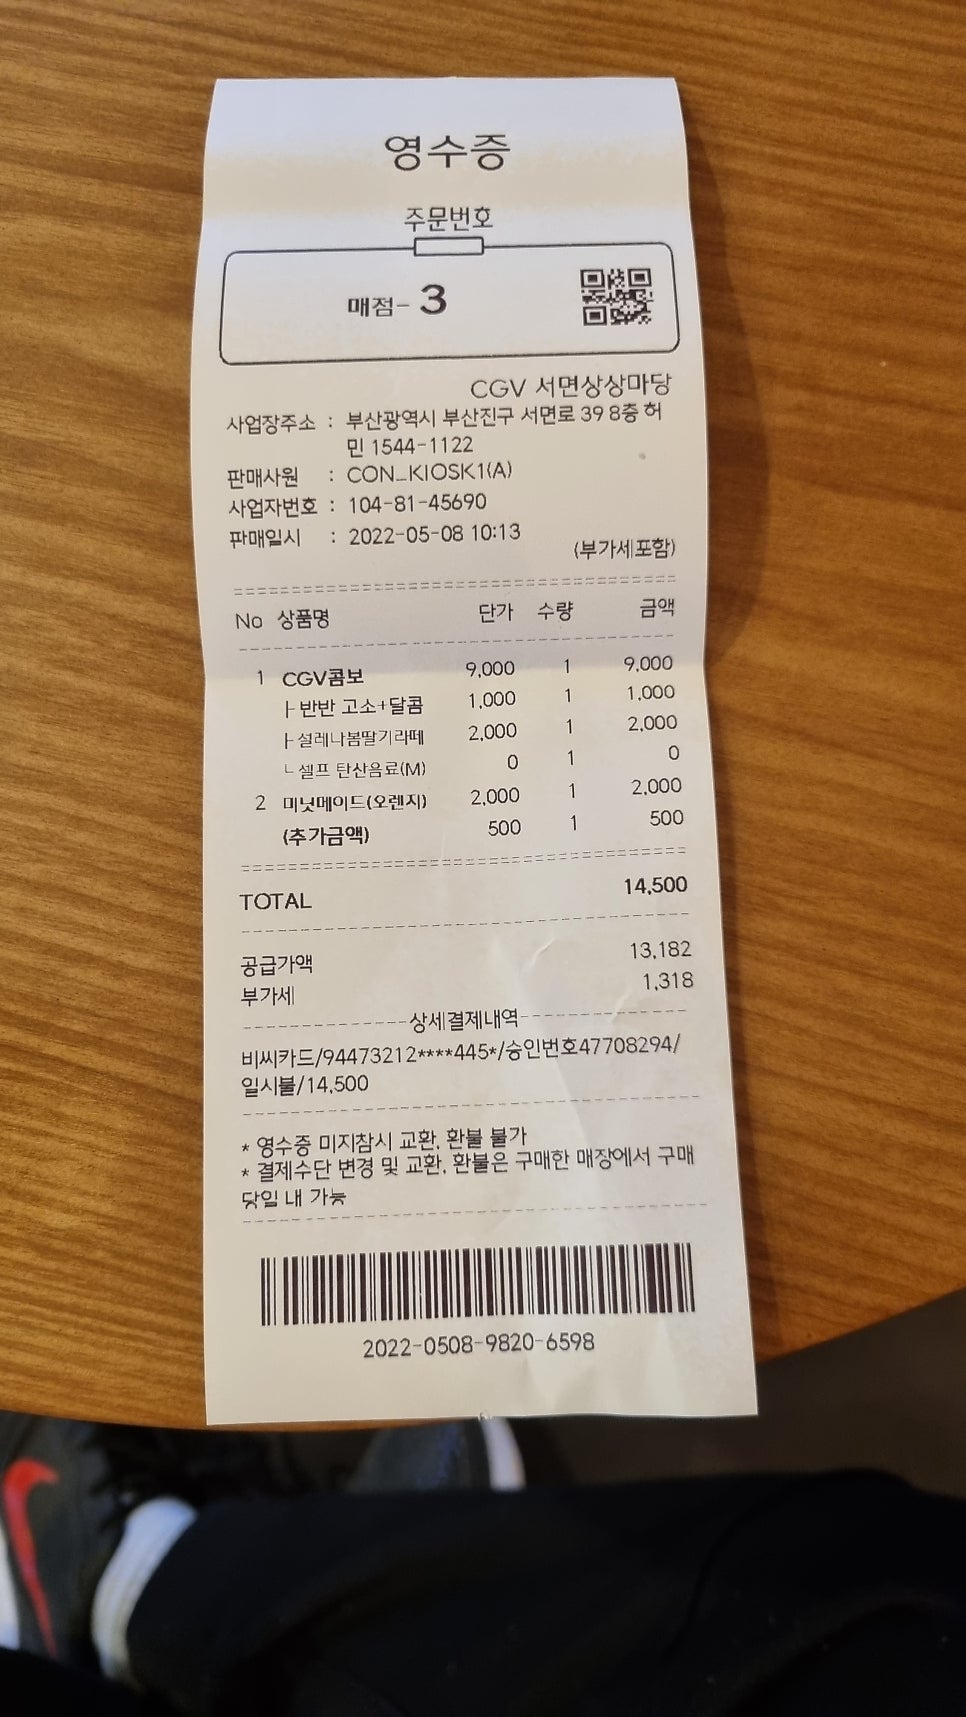 영수증
주문번호
매점- 3
CGV 서면상상마당
사업장주소 : 부산광역시 부산진구 서면로 39 8층 허
민 1544-1122
판매사원 : CON_KIOSK1(A)
사업자번호 : 104-81-45690
판매일시 : 2022-05-08 10:13
(부가세포함)
No 상품명 단가 수량 금액
1 CGV콤보 9,000 1 9,000
├ 반반 고소+달콤 1,000 1 1,000
├ 설레나봄딸기라떼 2,000 1 2,000
└ 셀프 탄산음료(M) 0 1 0
2 미닛메이드(오렌지) 2,000 1 2,000
(추가금액) 500 1 500
TOTAL 14,500
공급가액 13,182
부가세 1,318
상세결제내역
비씨카드/94473212****445*/승인번호47708294/
일시불/14,500
* 영수증 미지참시 교환, 환불 불가
* 결제수단 변경 및 교환, 환불은 구매한 매장에서 구매
당일 내 가능
2022-0508-9820-6598